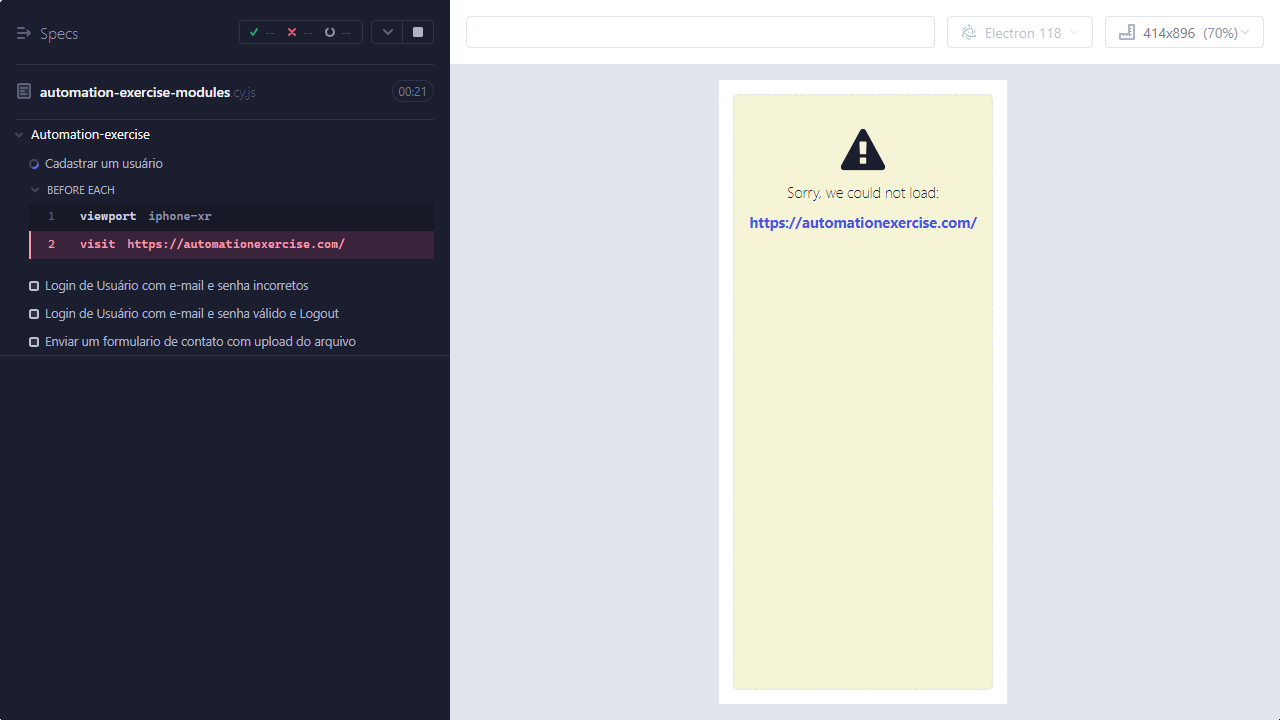 Specs
--
--
--
automation-exercise-modules.cy.js
00:21
Automation-exercise
Cadastrar um usuário
BEFORE EACH
1 viewport iphone-xr
2 visit https://automationexercise.com/
Login de Usuário com e-mail e senha incorretos
Login de Usuário com e-mail e senha válido e Logout
Enviar um formulario de contato com upload do arquivo
Electron 118
414x896 (70%)
Sorry, we could not load:
https://automationexercise.com/